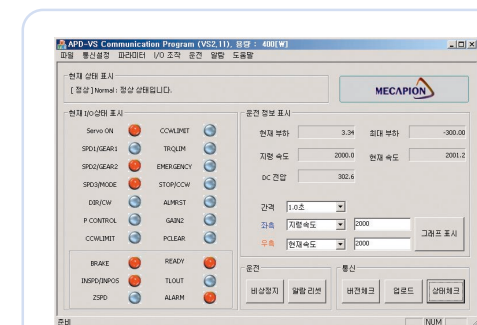 APD-VS Communication Program (VS2,11), 용량 : 400[W]
파일 통신설정 파라미터 I/O 조작 운전 알람 도움말
현재 상태 표시
[ 정상 ] Normal : 정상 상태입니다.
MECAPION
현재 I/O상태 표시
Servo ON CCWLIMIT
SPD1/GEAR1 TRQLIM
SPD2/GEAR2 EMERGENCY
SPD3/MODE STOP/CCW
DIR/CW ALMRST
P CONTROL GAIN2
CCWLIMIT PCLEAR
BRAKE READY
INSPD/INPOS TLOUT
ZSPD ALARM
운전 정보 표시
현재 부하 3.34 최대 부하 -300.00
지령 속도 2000.0 현재 속도 2001.2
DC 전압 302.6
간격 1.0초
좌측 지령속도 2000
우측 현재속도 2000
그래프 표시
운전
비상정지 알람 리셋
통신
버전체크 업로드 상태체크
준비 NUM